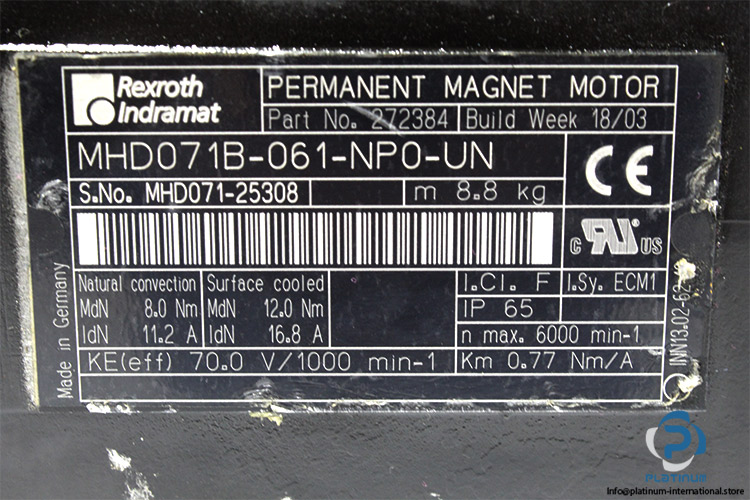 Rexroth
Indramat
PERMANENT MAGNET MOTOR
Part No. 272384 Build Week 18/03
MHD071B-061-NP0-UN
S.No. MHD071-25308 m 8.8 kg
CE
c RU US
Natural convection Surface cooled I.Cl. F I.Sy. ECM1
MdN 8.0 Nm MdN 12.0 Nm IP 65
IdN 11.2 A IdN 16.8 A n max. 6000 min-1
KE(eff) 70.0 V/1000 min-1 Km 0.77 Nm/A
Made in Germany
INN13.02-62
PLATINUM
Info@platinum-international.store